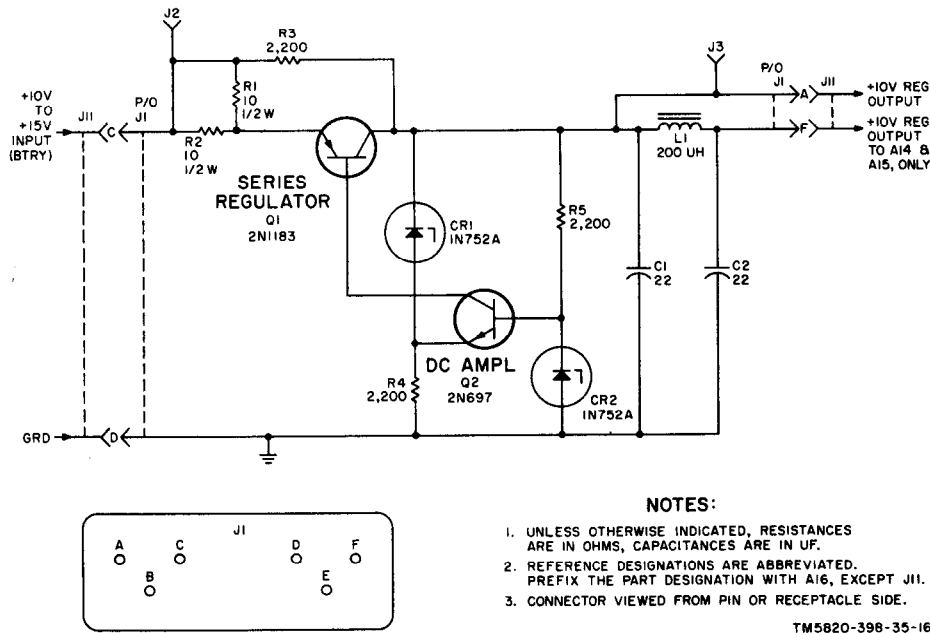 J2
R3
2,200
J3
+10V
TO
+15V
INPUT
(BTRY)
J11
P/O
J1
C
R1
10
1/2 W
R2
10
1/2 W
P/O
J1
J11
A
+10V REG
OUTPUT
F
+10V REG
OUTPUT
TO A14 &
A15, ONLY
L1
200 UH
SERIES
REGULATOR
Q1
2N1183
CR1
1N752A
R5
2,200
C1
22
C2
22
DC AMPL
Q2
2N697
R4
2,200
CR2
1N752A
GRD
D
J1
A
C
D
F
B
E
NOTES:
1. UNLESS OTHERWISE INDICATED, RESISTANCES
ARE IN OHMS, CAPACITANCES ARE IN UF.
2. REFERENCE DESIGNATIONS ARE ABBREVIATED.
PREFIX THE PART DESIGNATION WITH A16, EXCEPT J11.
3. CONNECTOR VIEWED FROM PIN OR RECEPTACLE SIDE.
TM5820-398-35-16